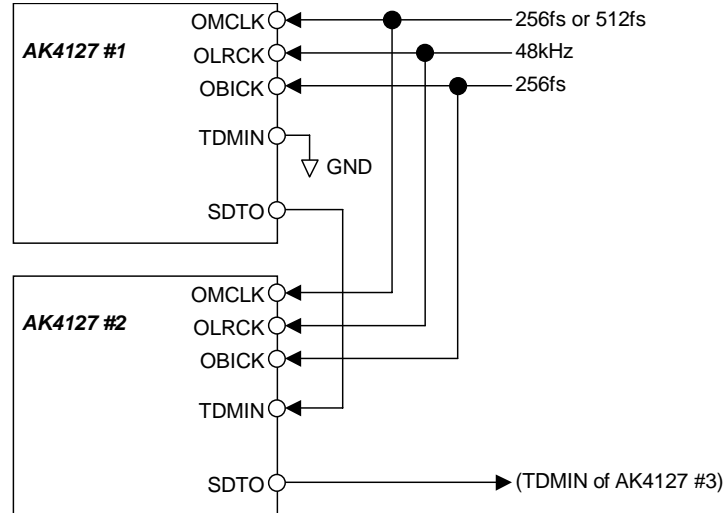 OMCLK 256fs or 512fs
AK4127 #1 OLRCK 48kHz
OBICK 256fs
TDMIN
GND
SDTO
OMCLK
AK4127 #2 OLRCK
OBICK
TDMIN
SDTO (TDMIN of AK4127 #3)